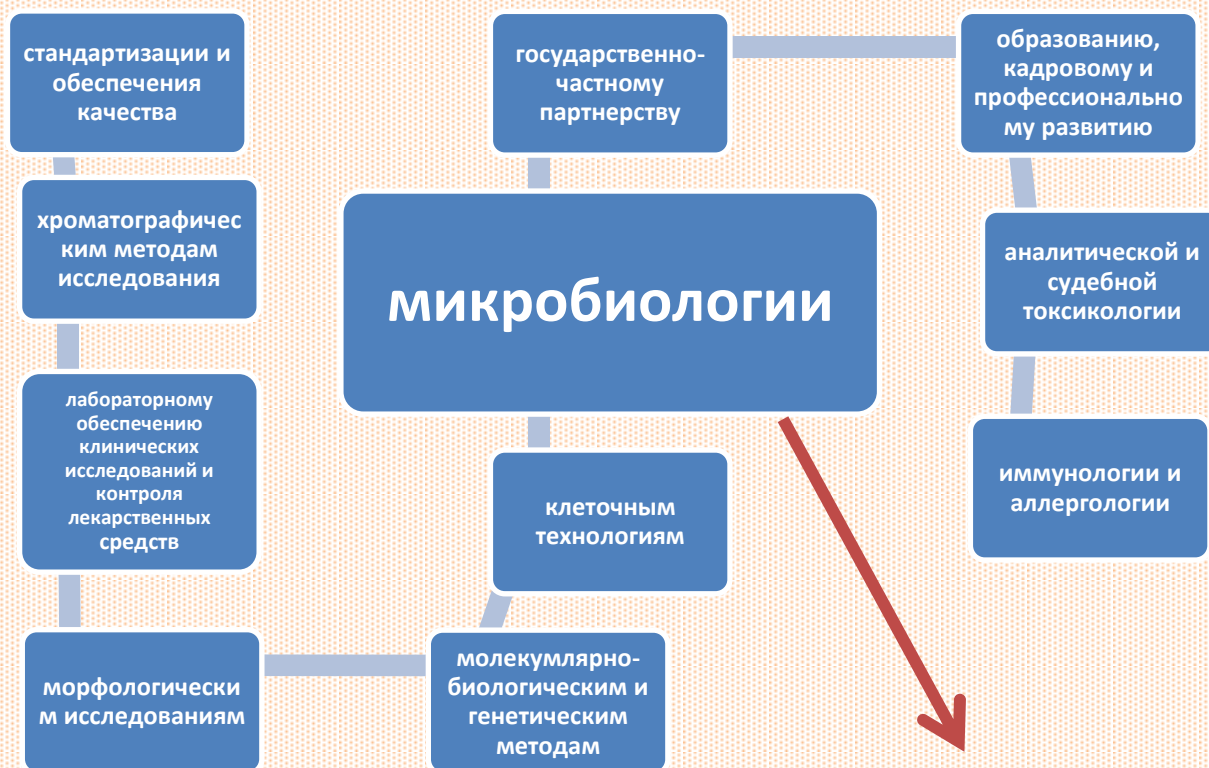 стандартизации и
обеспечения
качества
хроматографичес
ким методам
исследования
лабораторному
обеспечению
клинических
исследований и
контроля
лекарственных
средств
морфологически
м исследованиям
молекумлярно-
биологическим и
генетическим
методам
клеточным
технологиям
микробиологии
государственно-
частному
партнерству
образованию,
кадровому и
профессионально
му развитию
аналитической и
судебной
токсикологии
иммунологии и
аллергологии